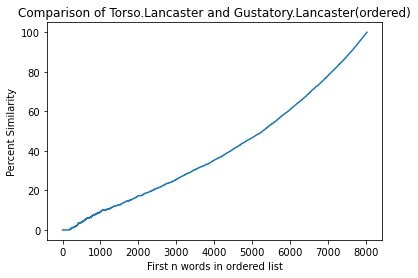 Comparison of Torso.Lancaster and Gustatory.Lancaster(ordered)
Percent Similarity
100
80
60
40
20
0
0 1000 2000 3000 4000 5000 6000 7000 8000
First n words in ordered list